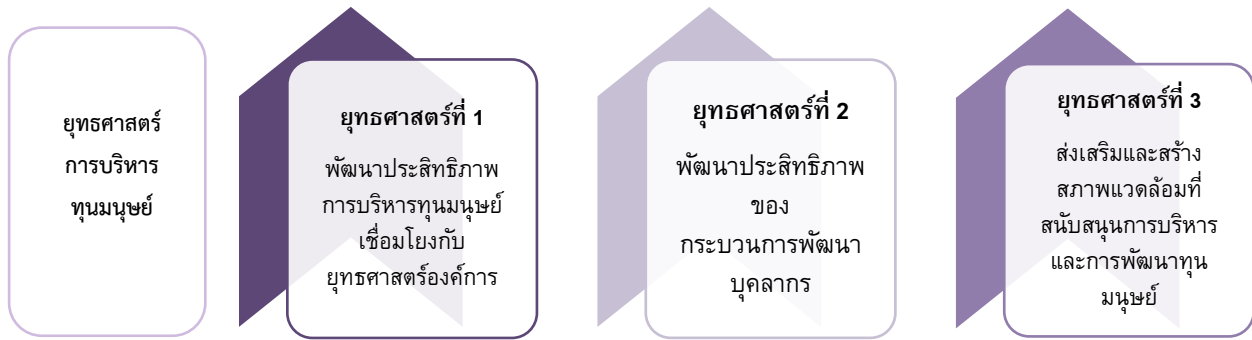 ยุทธศาสตร์
การบริหาร
ทุนมนุษย์
ยุทธศาสตร์ที่ 1
พัฒนาประสิทธิภาพ
การบริหารทุนมนุษย์
เชื่อมโยงกับ
ยุทธศาสตร์องค์การ
ยุทธศาสตร์ที่ 2
พัฒนาประสิทธิภาพ
ของ
กระบวนการพัฒนา
บุคลากร
ยุทธศาสตร์ที่ 3
ส่งเสริมและสร้าง
สภาพแวดล้อมที่
สนับสนุนการบริหาร
และการพัฒนาทุน
มนุษย์